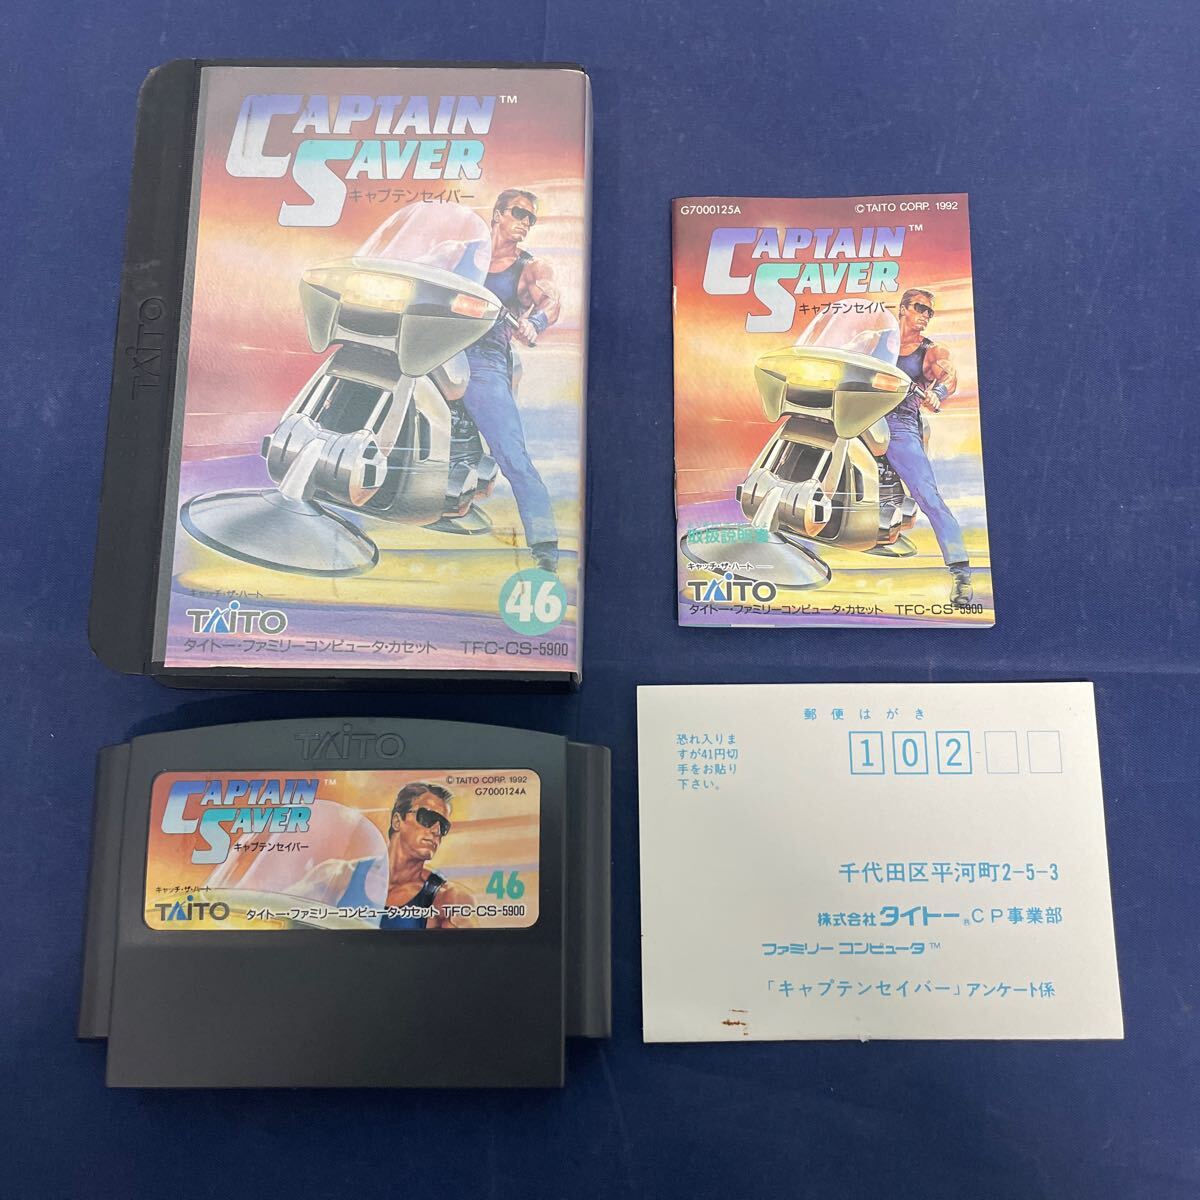 TAITO
CAPTAIN™
SAVER
キャプテンセイバー
キャッチ・ザ・ハート
TAITO
46
タイトー・ファミリーコンピュータ・カセット TFC-CS-5900
G7000125A ©TAITO CORP. 1992
CAPTAIN™
SAVER
キャプテンセイバー
取扱説明書
キャッチ・ザ・ハート
TAITO
タイトー・ファミリーコンピュータ・カセット TFC-CS-5900
TAITO
CAPTAIN™
SAVER
キャプテンセイバー
©TAITO CORP. 1992
G7000124A
キャッチ・ザ・ハート
TAITO
46
タイトー・ファミリーコンピュータ・カセット TFC-CS-5900
郵便はがき
恐れ入りま
すが41円切
手をお貼り
下さい。
102
千代田区平河町2-5-3
株式会社タイトー®CP事業部
ファミリーコンピュータ™
「キャプテンセイバー」アンケート係